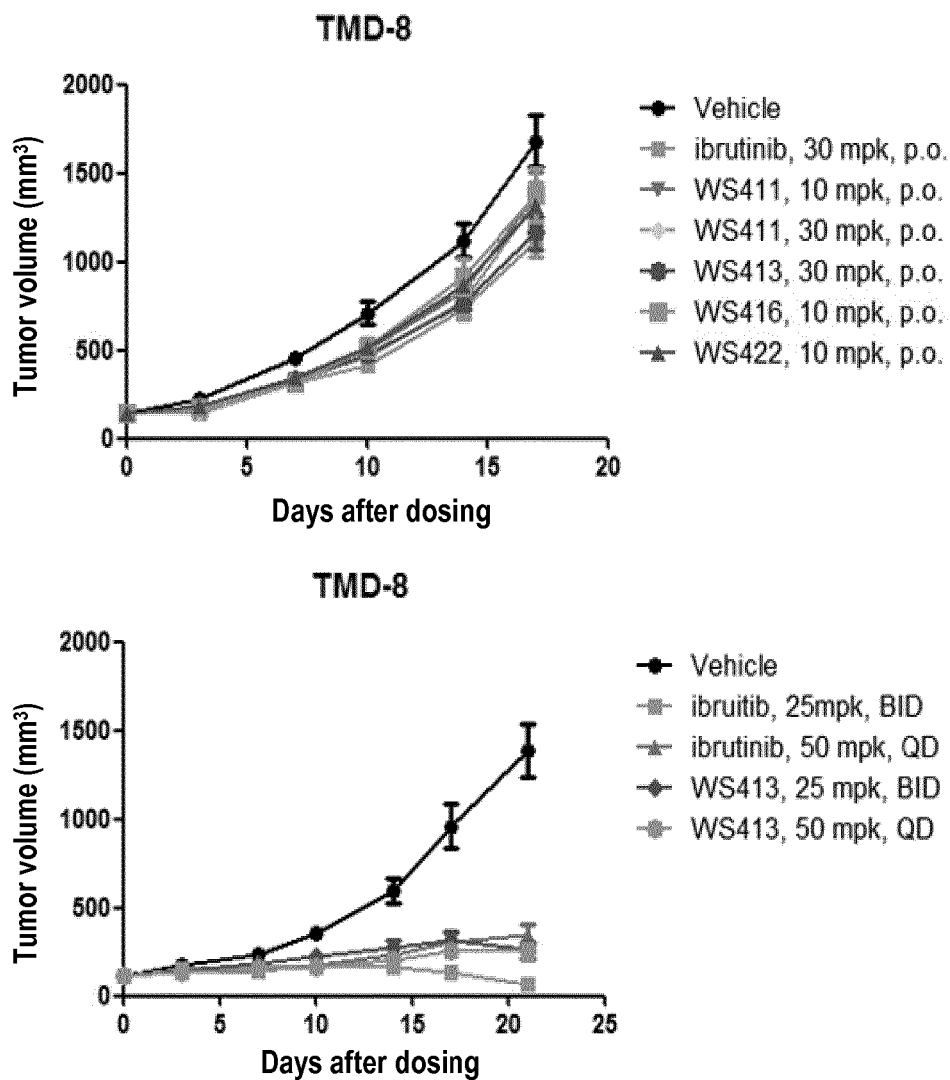 TMD-8
2000
1500
1000
500
0
0 5 10 15 20
Tumor volume (mm³)
Days after dosing
Vehicle
ibrutinib, 30 mpk, p.o.
WS411, 10 mpk, p.o.
WS411, 30 mpk, p.o.
WS413, 30 mpk, p.o.
WS416, 10 mpk, p.o.
WS422, 10 mpk, p.o.
TMD-8
2000
1500
1000
500
0
0 5 10 15 20 25
Tumor volume (mm³)
Days after dosing
Vehicle
ibruitib, 25mpk, BID
ibrutinib, 50 mpk, QD
WS413, 25 mpk, BID
WS413, 50 mpk, QD